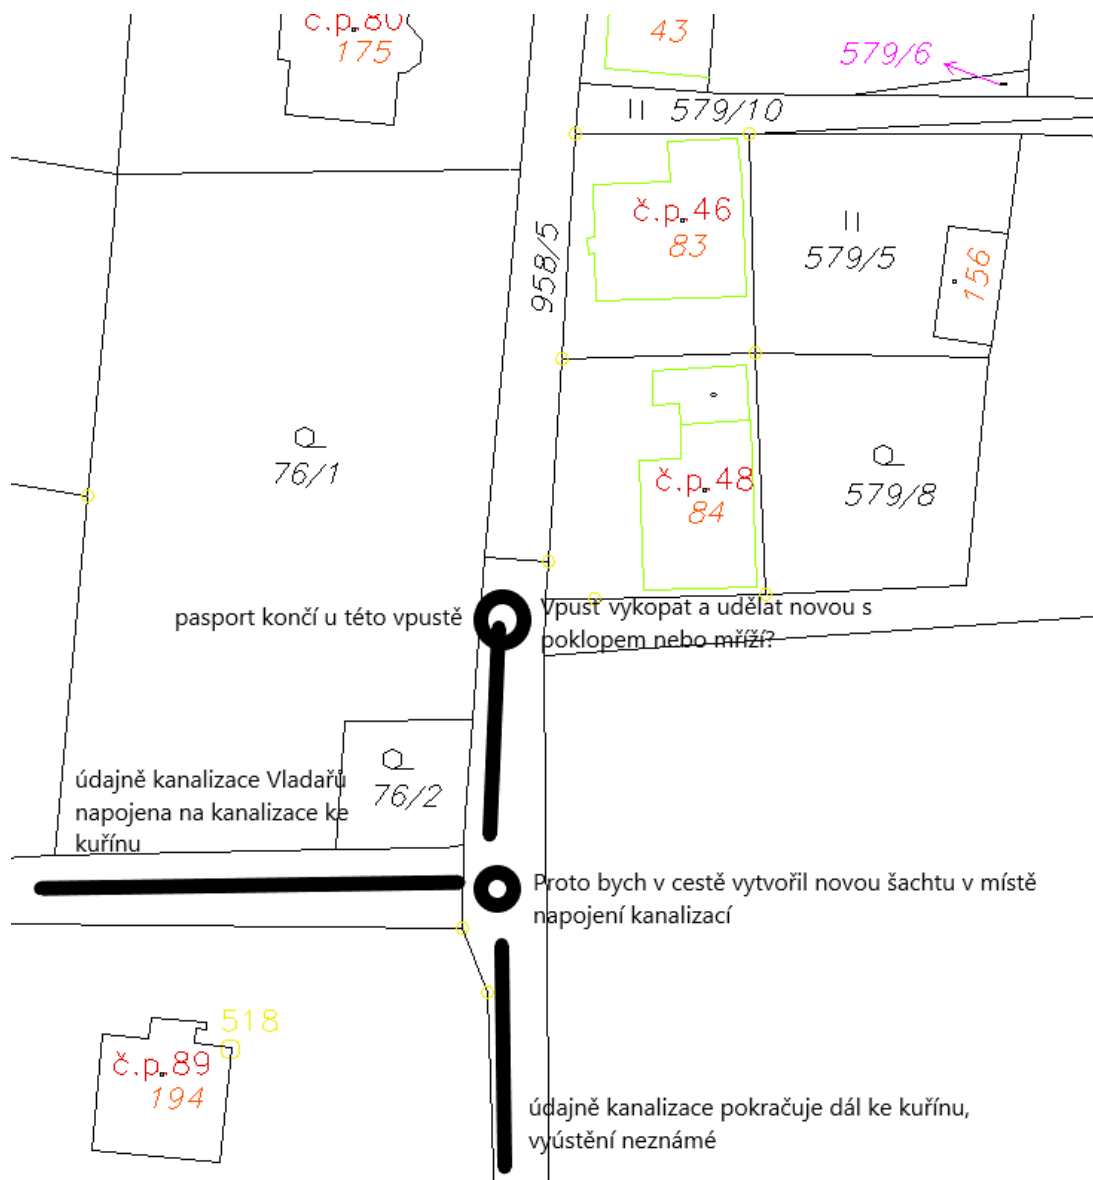 č.p.80
175
43
579/6
579/10
č.p.46
83
579/5
156
958/5
76/1
č.p.48
84
579/8
pasport končí u této vpustě
Vpusť vykopat a udělat novou s
poklopem nebo mříží?
údajně kanalizace Vladařů
napojena na kanalizace ke
kuřínu
76/2
Proto bych v cestě vytvořil novou šachtu v místě
napojení kanalizací
518
č.p.89
194
údajně kanalizace pokračuje dál ke kuřínu,
vyústění neznámé